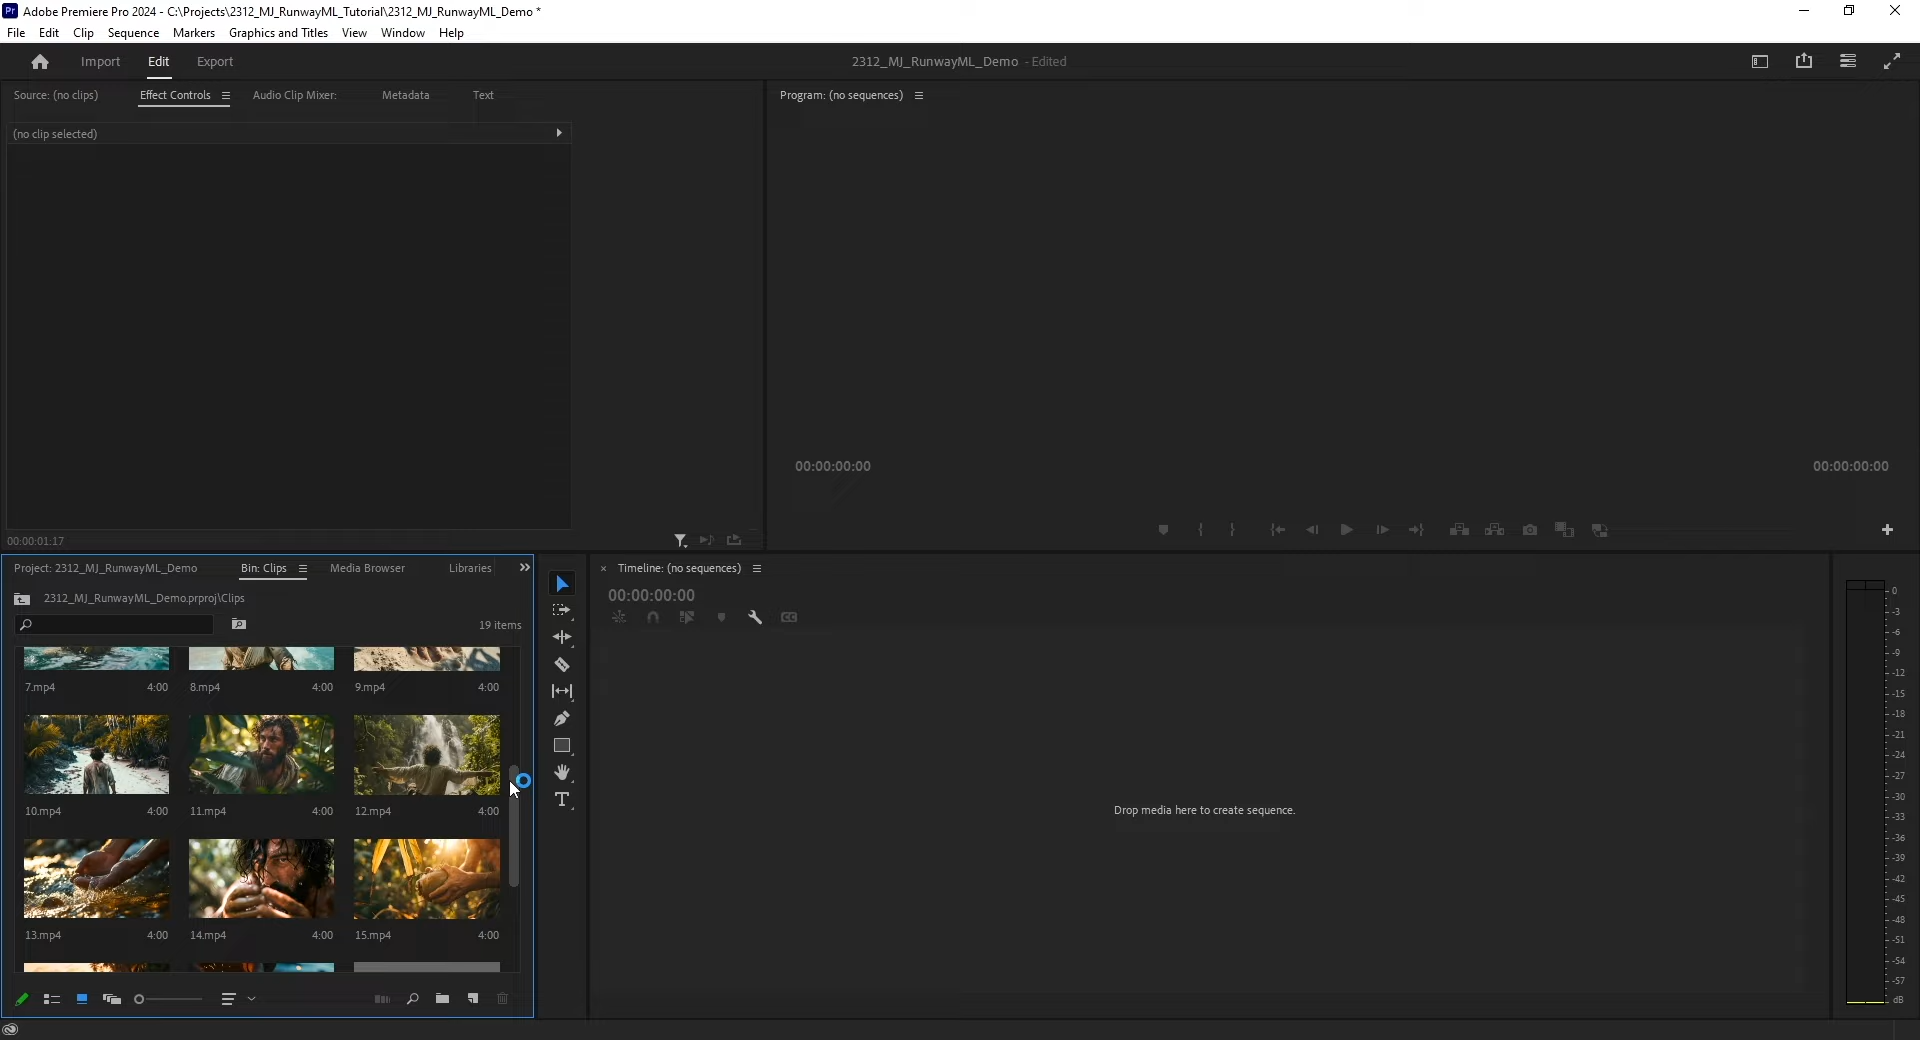 Pr Adobe Premiere Pro 2024 - C:\Projects\2312_MJ_RunwayML_Tutorial\2312_MJ_RunwayML_Demo *
File Edit Clip Sequence Markers Graphics and Titles View Window Help
Import Edit Export 2312_MJ_RunwayML_Demo - Edited
Source: (no clips) Effect Controls Audio Clip Mixer: Metadata Text Program: (no sequences)
(no clip selected)
00:00:00:00 00:00:00:00
00:00:01:17
Project: 2312_MJ_RunwayML_Demo Bin: Clips Media Browser Libraries
Timeline: (no sequences)
2312_MJ_RunwayML_Demo.prproj\Clips
00:00:00:00
CC
19 items
7.mp4 4:00 8.mp4 4:00 9.mp4 4:00
10.mp4 4:00 11.mp4 4:00 12.mp4 4:00
Drop media here to create sequence.
13.mp4 4:00 14.mp4 4:00 15.mp4 4:00
T
0
-3
-6
-9
-12
-15
-18
-21
-24
-27
-30
-33
-36
-39
-42
-45
-48
-51
-54
-57
dB